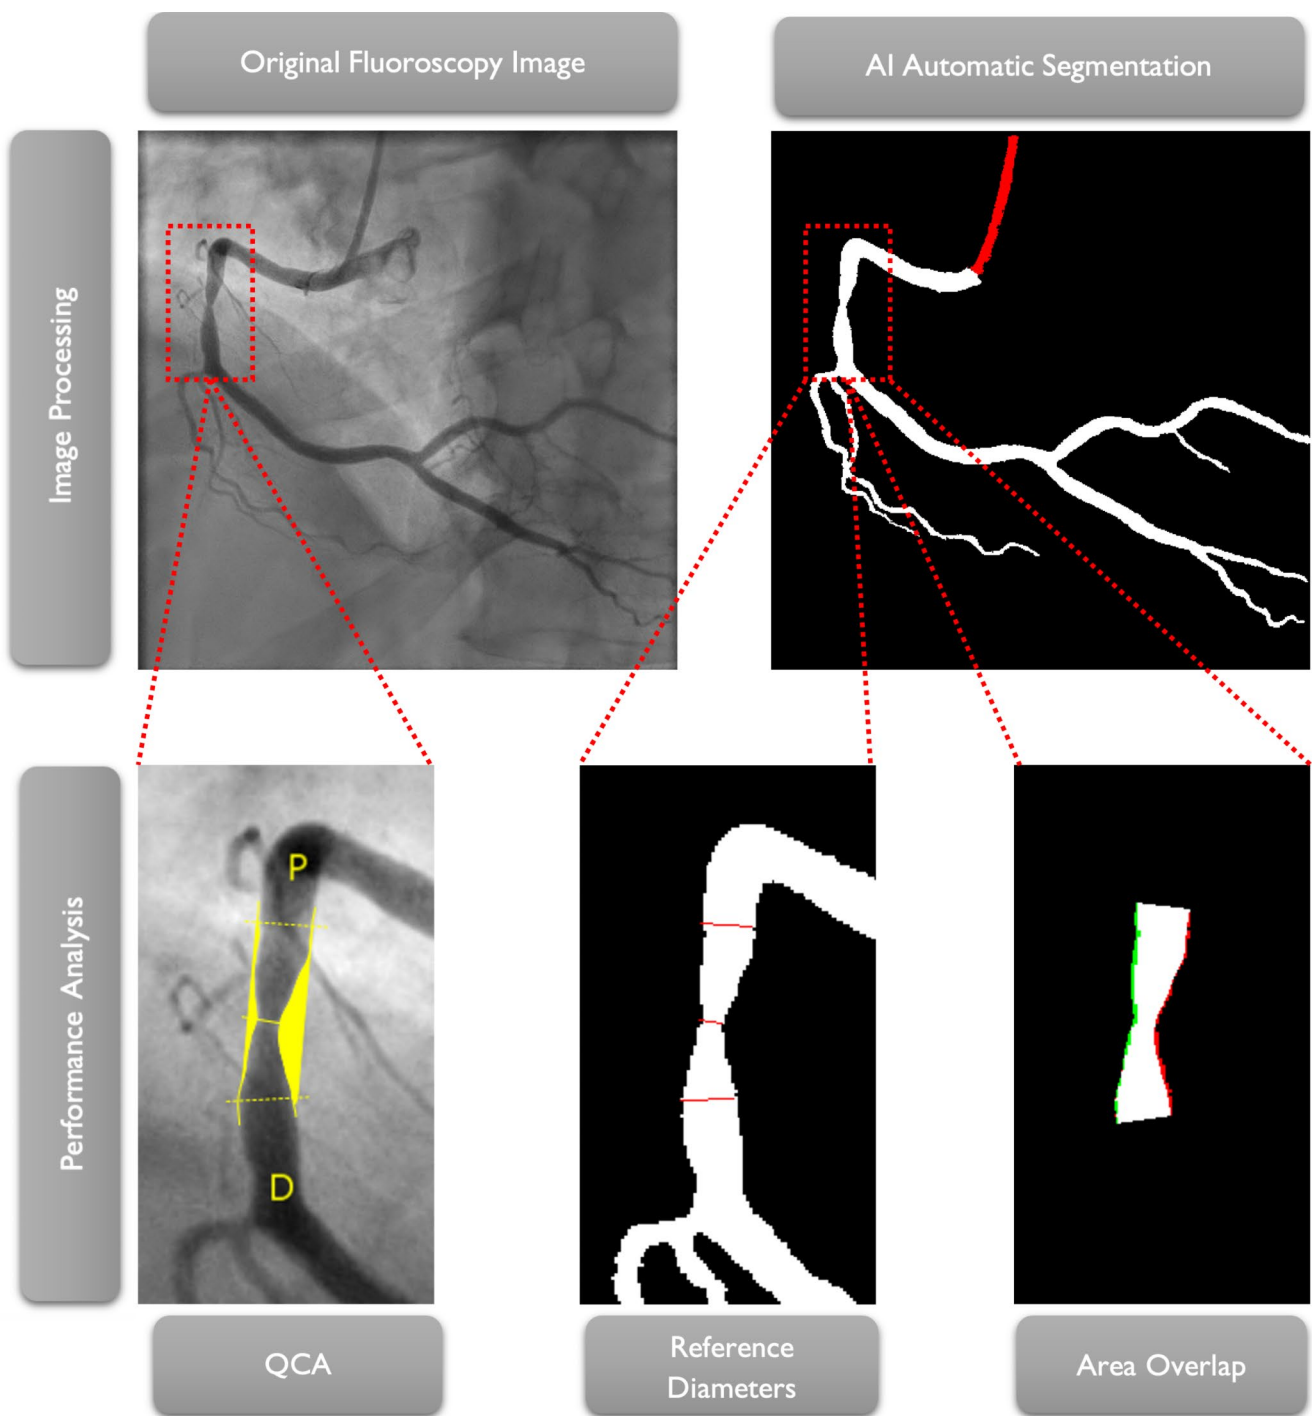 Original Fluoroscopy Image
AI Automatic Segmentation
Image Processing
Performance Analysis
P
D
QCA
Reference
Diameters
Area Overlap